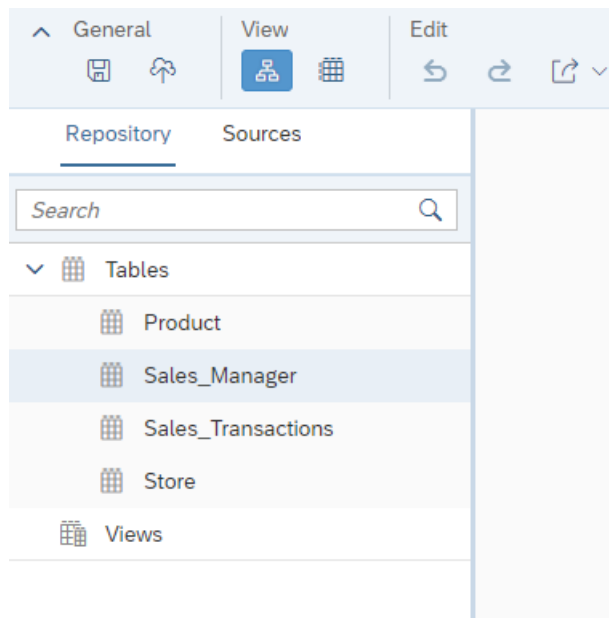 General View Edit
Repository Sources
Search
Tables
Product
Sales_Manager
Sales_Transactions
Store
Views